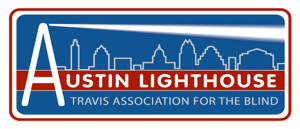 AUSTIN LIGHTHOUSE
TRAVIS ASSOCIATION FOR THE BLIND